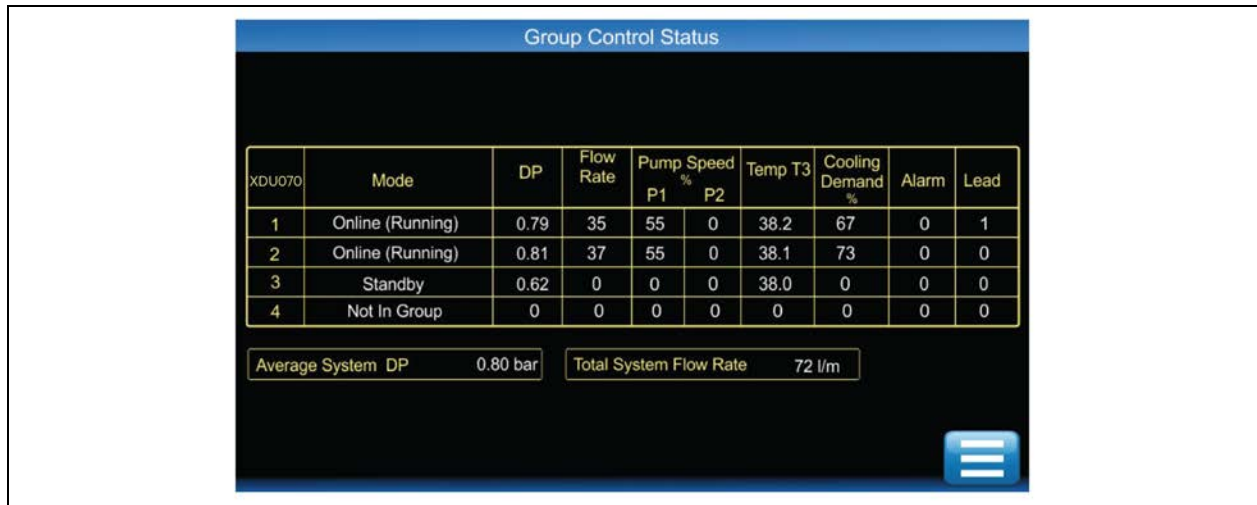 Group Control Status
XDU070 Mode DP Flow Rate Pump Speed % P1 P2 Temp T3 Cooling Demand % Alarm Lead
1 Online (Running) 0.79 35 55 0 38.2 67 0 1
2 Online (Running) 0.81 37 55 0 38.1 73 0 0
3 Standby 0.62 0 0 0 38.0 0 0 0
4 Not In Group 0 0 0 0 0 0 0 0
Average System DP 0.80 bar Total System Flow Rate 72 l/m